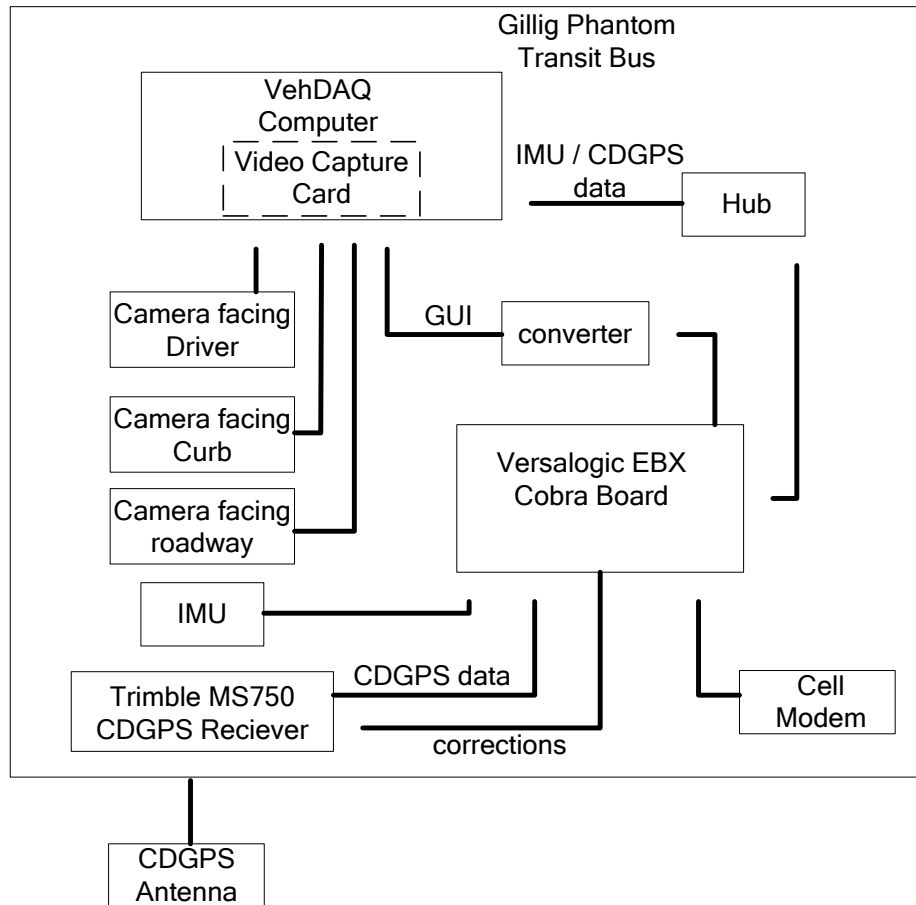 Gillig Phantom
Transit Bus
VehDAQ
Computer
Video Capture
Card
IMU / CDGPS
data
Hub
Camera facing
Driver
GUI
converter
Camera facing
Curb
Versalogic EBX
Cobra Board
Camera facing
roadway
IMU
CDGPS data
Trimble MS750
CDGPS Reciever
corrections
Cell
Modem
CDGPS
Antenna